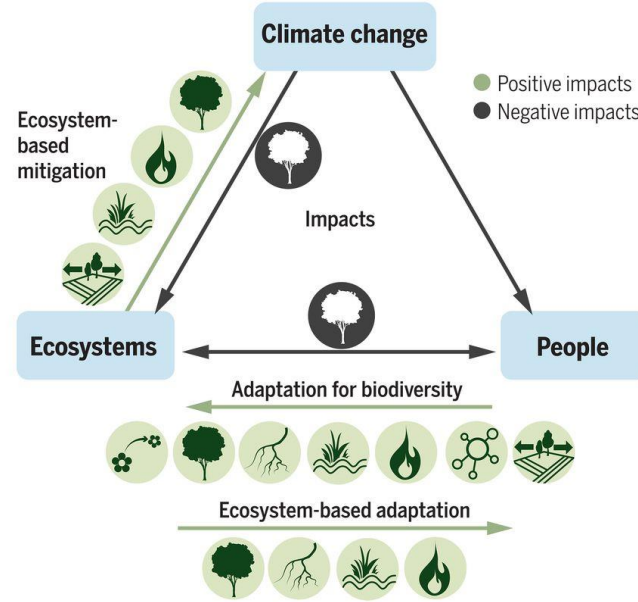 Climate change
Positive impacts
Negative impacts
Ecosystem-
based
mitigation
Impacts
Ecosystems
People
Adaptation for biodiversity
Ecosystem-based adaptation